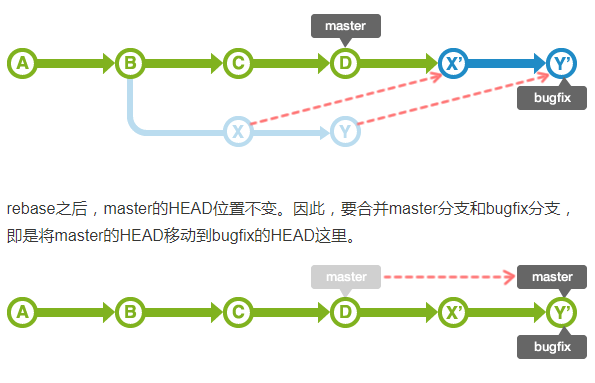 master
A B C D X' Y'
bugfix
X Y
rebase之后，master的HEAD位置不变。因此，要合并master分支和bugfix分支，
即是将master的HEAD移动到bugfix的HEAD这里。
master master
A B C D X' Y'
bugfix